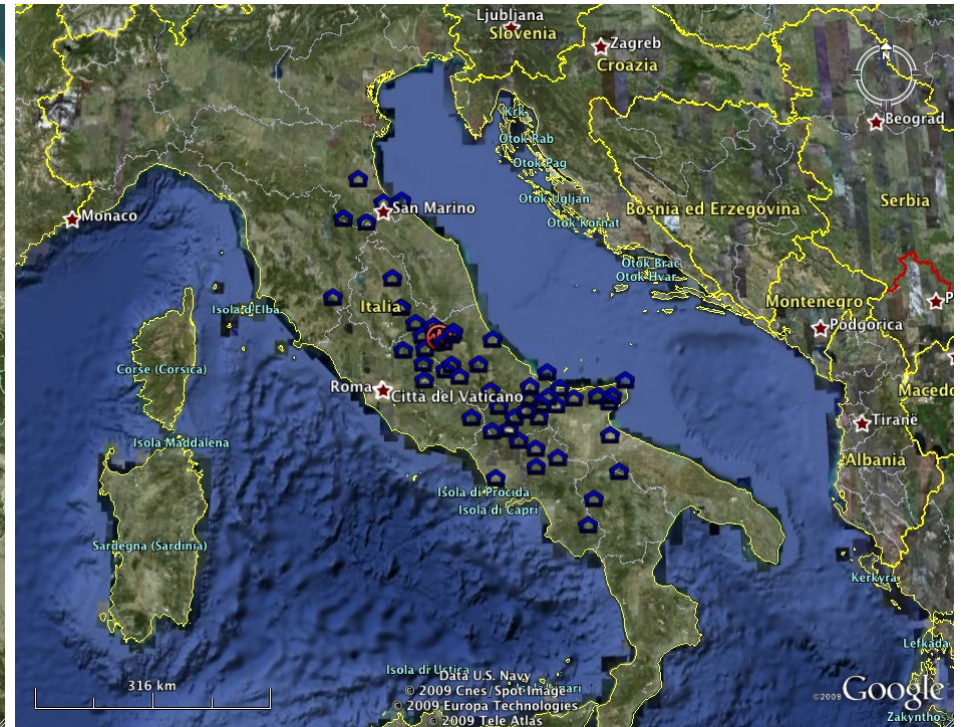 Ljubljana
Slovenia
Zagreb
Croazia
N
Beograd
Krk
Otok Rab
Otok Pag
San Marino
Otok Ugljan
Bosnia ed Erzegovina
Serbia
Monaco
Otok Kornat
Otok Brac
Otok Hvar
Isola d'Elba
Italia
Montenegro
P
Podgorica
Corse (Corsica)
Roma
Città del Vaticano
Macedo
Tiranë
Isola Maddalena
Albania
Isola di Procida
Isola di Capri
Sardegna (Sardinia)
Kerkyra
Lefkada
Isola di Ustica
316 km
Data U.S. Navy
© 2009 Cnes/Spot Image
© 2009 Europa Technologies
© 2009 Tele Atlas
©2009 Google
Zakynthos